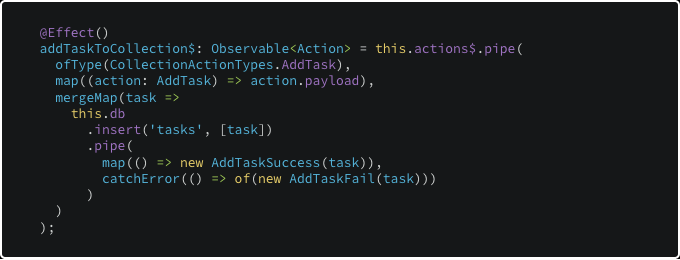 @Effect()
addTaskToCollection$: Observable<Action> = this.actions$.pipe(
  ofType(CollectionActionTypes.AddTask),
  map((action: AddTask) => action.payload),
  mergeMap(task =>
    this.db
      .insert('tasks', [task])
      .pipe(
        map(() => new AddTaskSuccess(task)),
        catchError(() => of(new AddTaskFail(task)))
      )
  )
);